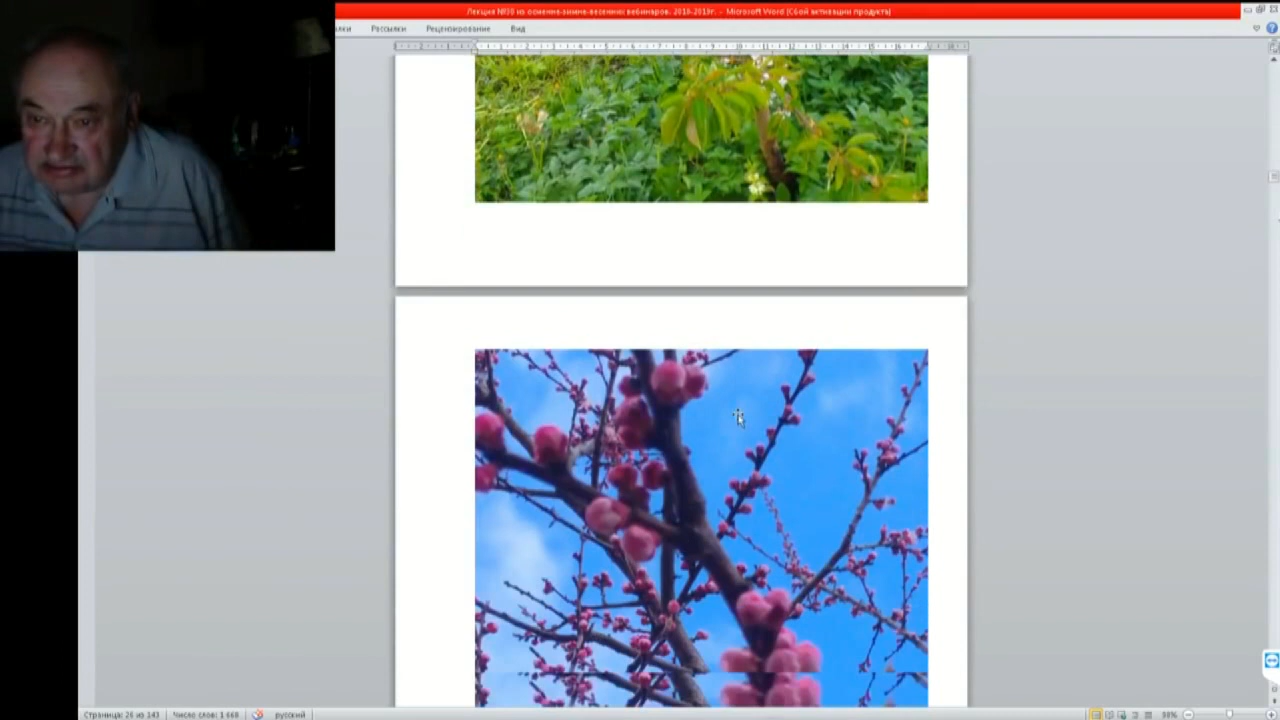 Лекция №30 из осенне-зимне-весенних вебинаров. 2018-2019г. - Microsoft Word (Сбой активации продукта)
Рассылки Рецензирование Вид
Страница: 26 из 143 Число слов: 1 668 русский 98%